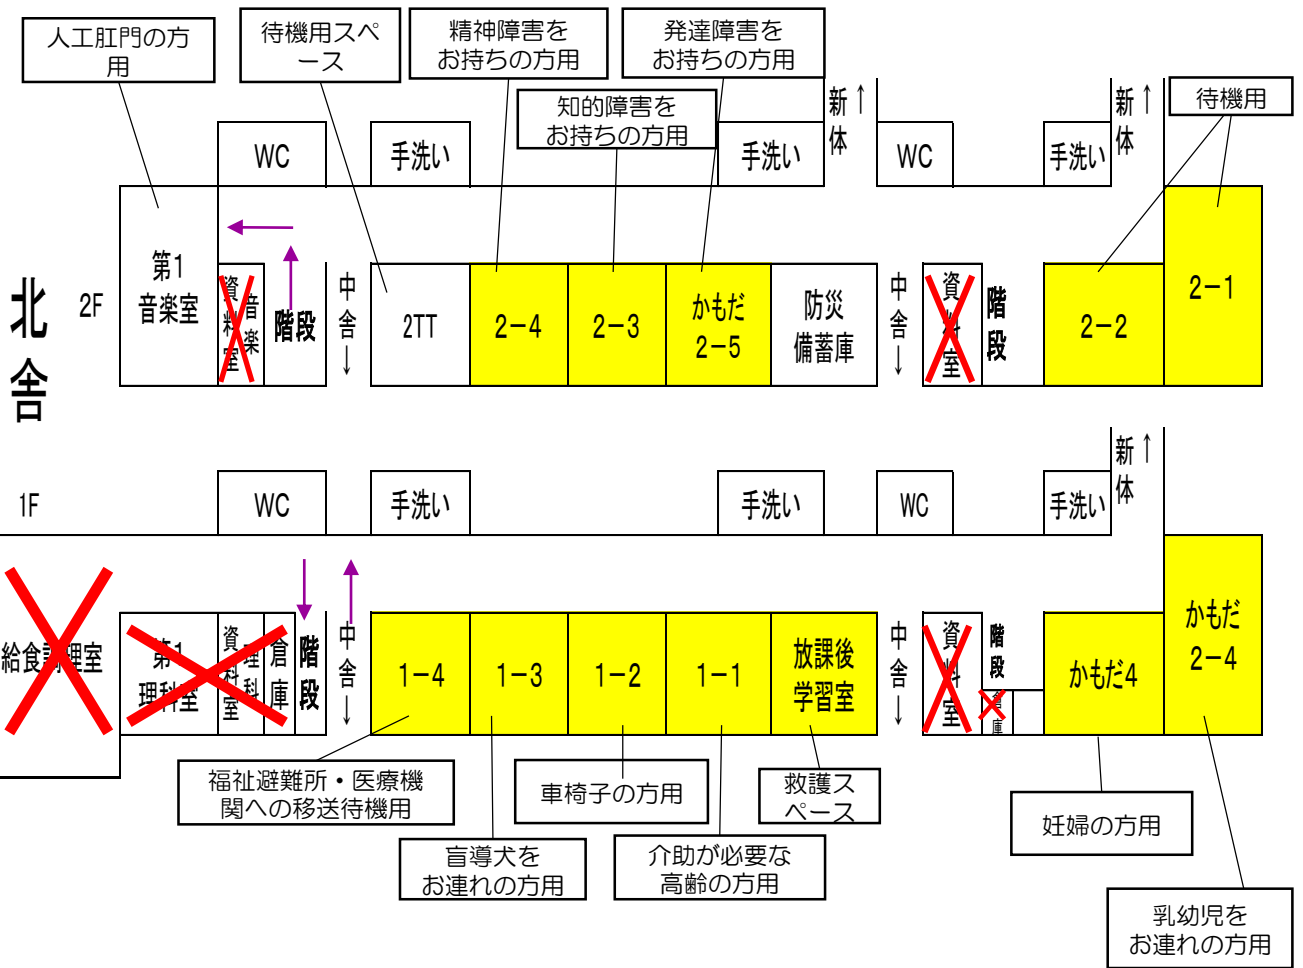 人工肛門の方
用
待機用スペ
ース
精神障害を
お持ちの方用
発達障害を
お持ちの方用
知的障害を
お持ちの方用
待機用
新体↑
新体↑
WC
手洗い
手洗い
WC
手洗い
北舎
2F
第1
音楽室
音楽
資料室
階段
中舎↓
2TT
2−4
2−3
かもだ
2−5
防災
備蓄庫
中舎↓
資料室
階段
2−2
2−1
1F
新体↑
WC
手洗い
手洗い
WC
手洗い
給食調理室
第1
理科室
理科
資料室
倉庫
階段
中舎↓
1−4
1−3
1−2
1−1
放課後
学習室
中舎↓
資料室
階段
倉庫
かもだ4
かもだ
2−4
福祉避難所・医療機
関への移送待機用
車椅子の方用
救護ス
ペース
妊婦の方用
盲導犬を
お連れの方用
介助が必要な
高齢の方用
乳幼児を
お連れの方用